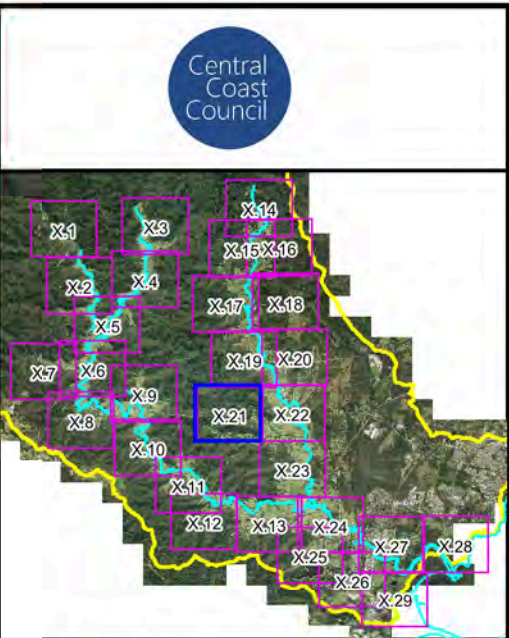 Central
Coast
Council
X.14
X.1
X.3
X.15
X.16
X.2
X.4
X.17
X.18
X.5
X.19
X.20
X.7
X.6
X.9
X.21
X.22
X.8
X.10
X.23
X.11
X.12
X.13
X.24
X.27
X.28
X.25
X.26
X.29